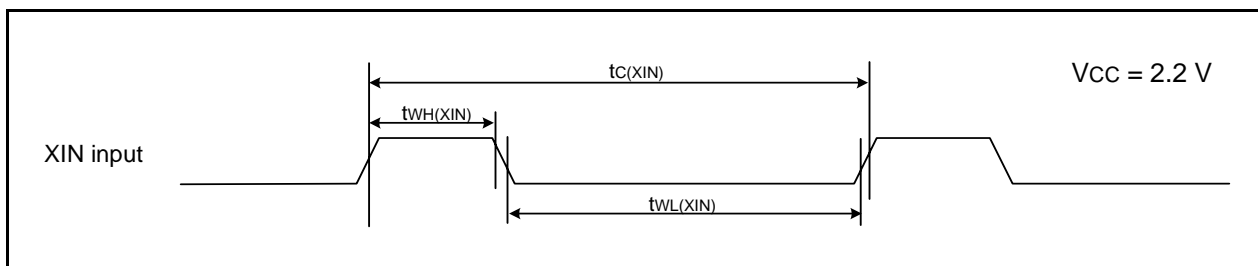 tC(XIN)
VCC = 2.2 V
tWH(XIN)
XIN input
tWL(XIN)